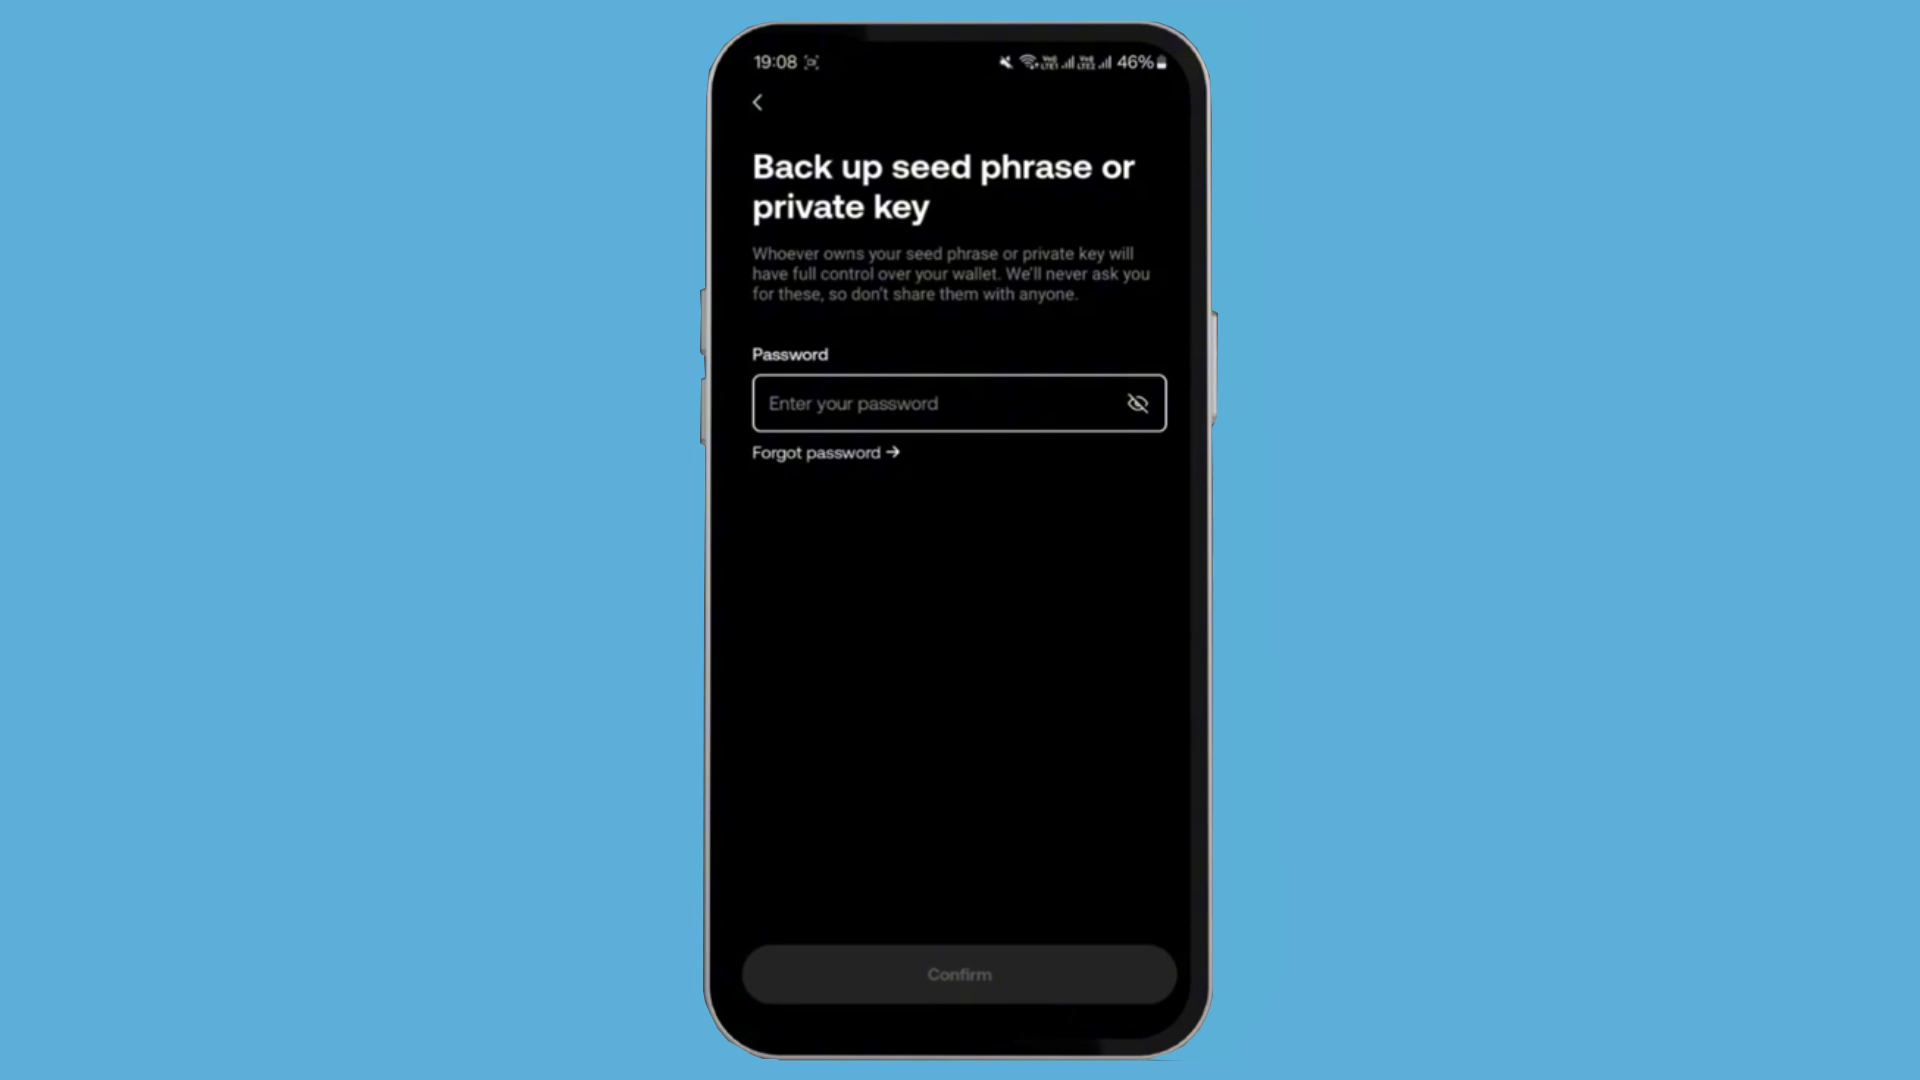 19:08
46%
Back up seed phrase or
private key
Whoever owns your seed phrase or private key will
have full control over your wallet. We'll never ask you
for these, so don't share them with anyone.
Password
Enter your password
Forgot password →
Confirm